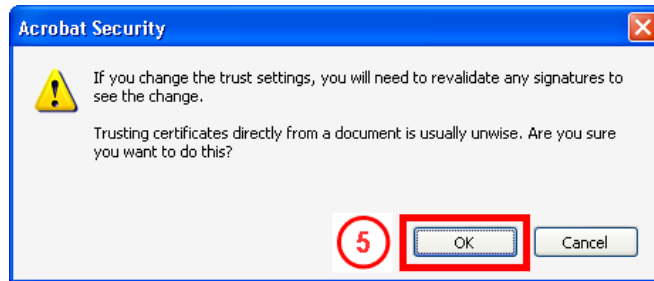 Acrobat Security
If you change the trust settings, you will need to revalidate any signatures to
see the change.
Trusting certificates directly from a document is usually unwise. Are you sure
you want to do this?
5
OK
Cancel